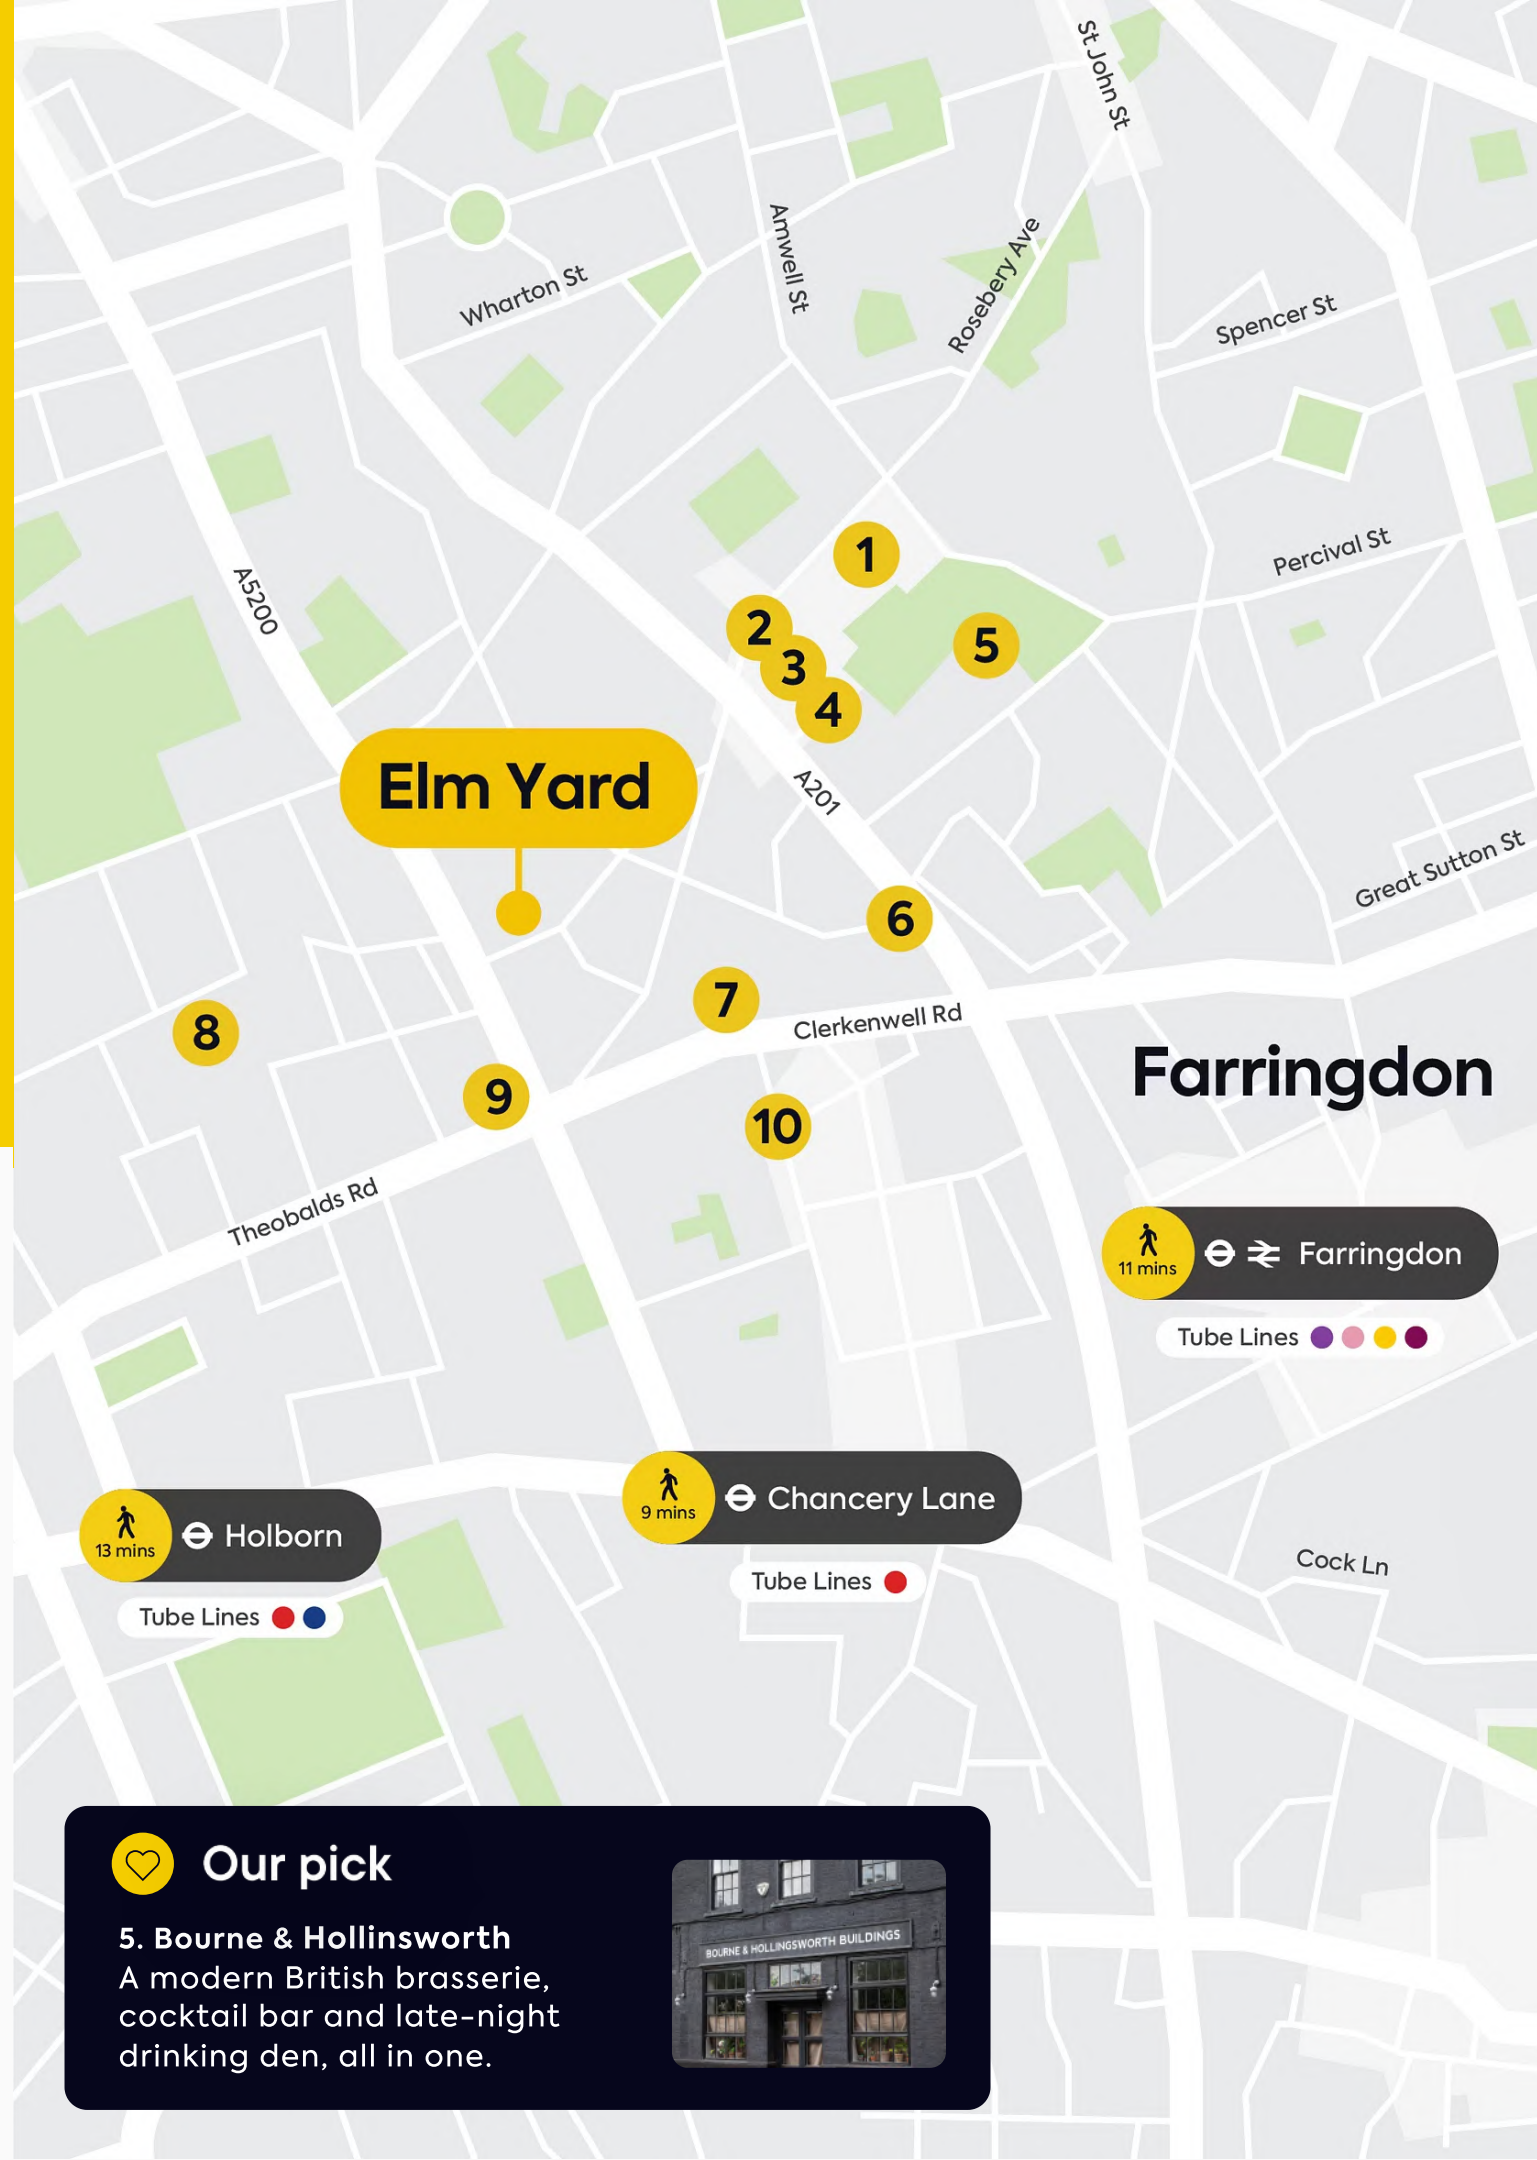 St John St
Amwell St
Rosebery Ave
Wharton St
Spencer St
Percival St
A5200
1
2
3
4
5
Elm Yard
A201
Great Sutton St
6
7
8
Clerkenwell Rd
Farringdon
9
10
Theobalds Rd
11 mins
Farringdon
Tube Lines
9 mins
Chancery Lane
Tube Lines
13 mins
Holborn
Tube Lines
Cock Ln
Our pick
5. Bourne & Hollinsworth
A modern British brasserie,
cocktail bar and late-night
drinking den, all in one.
BOURNE & HOLLINGSWORTH BUILDINGS